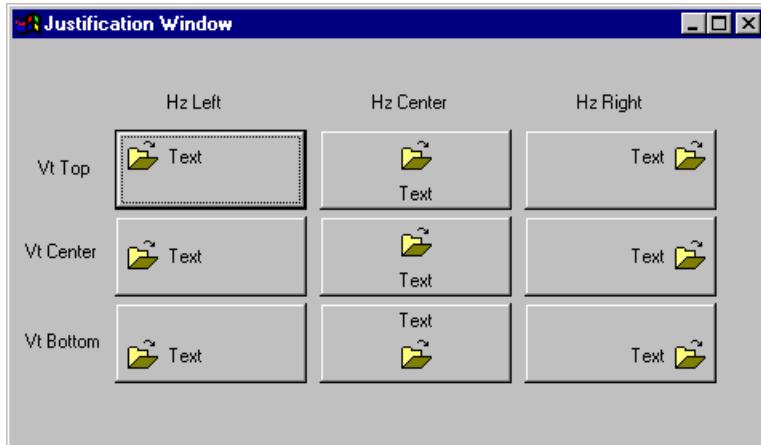 Justification Window
Hz Left Hz Center Hz Right
Vt Top Text Text Text
Vt Center Text Text Text
Vt Bottom Text Text Text